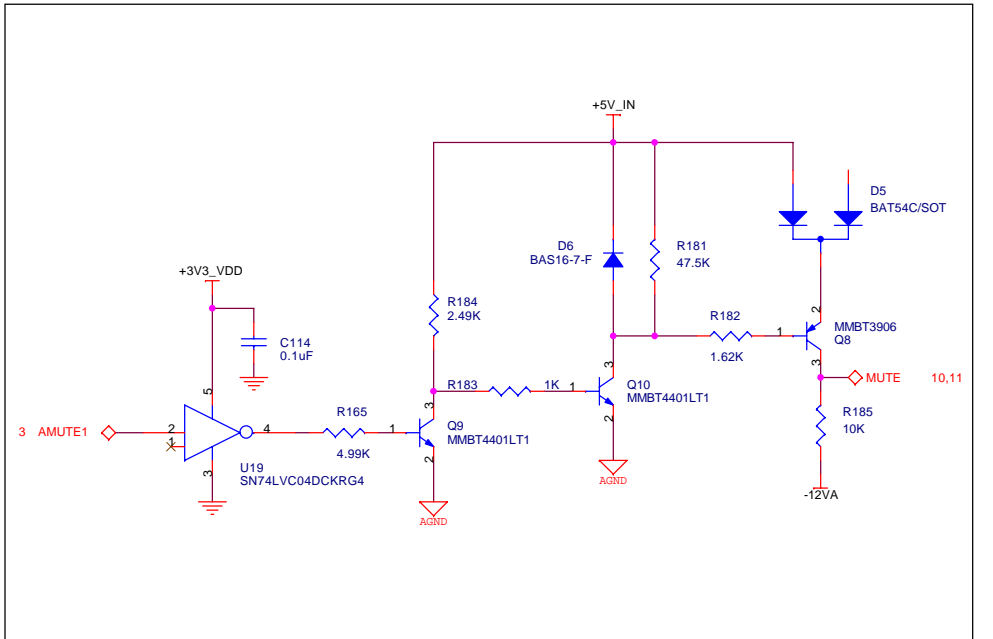 +5V_IN
D5
BAT54C/SOT
D6
BAS16-7-F
R181
47.5K
+3V3_VDD
R184
2.49K
C114
0.1uF
R182
1.62K
1
2
MMBT3906
Q8
3
MUTE 10,11
R183 1K
1
3
Q10
MMBT4401LT1
2
AGND
R185
10K
-12VA
3 AMUTE1
2
1
5
4
3
U19
SN74LVC04DCKRG4
R165
4.99K
1
3
Q9
MMBT4401LT1
2
AGND